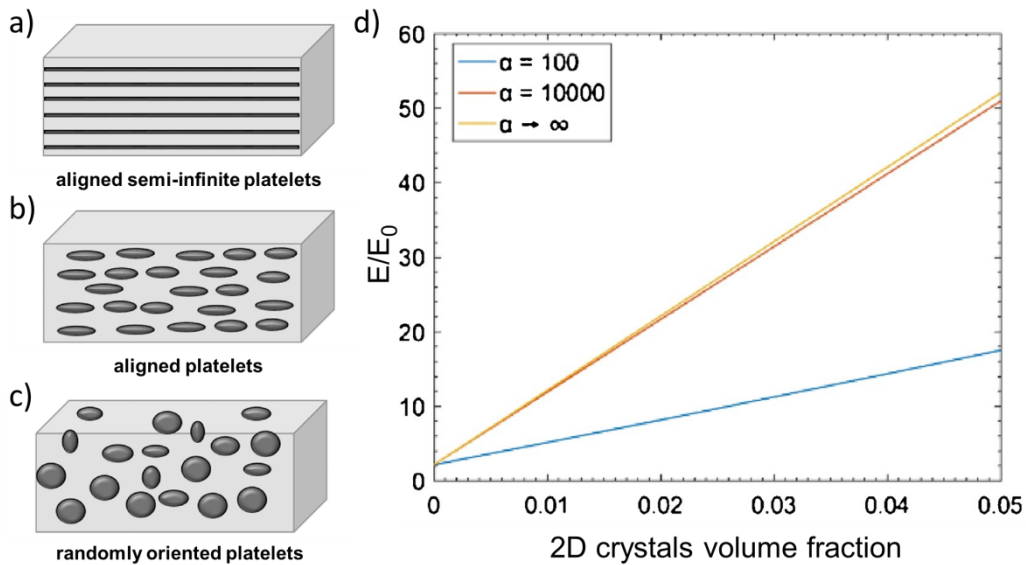 a)
aligned semi-infinite platelets
b)
aligned platelets
c)
randomly oriented platelets
d)
60
50
40
30
20
10
0
E/E₀
α = 100
α = 10000
α → ∞
0
0.01
0.02
0.03
0.04
0.05
2D crystals volume fraction